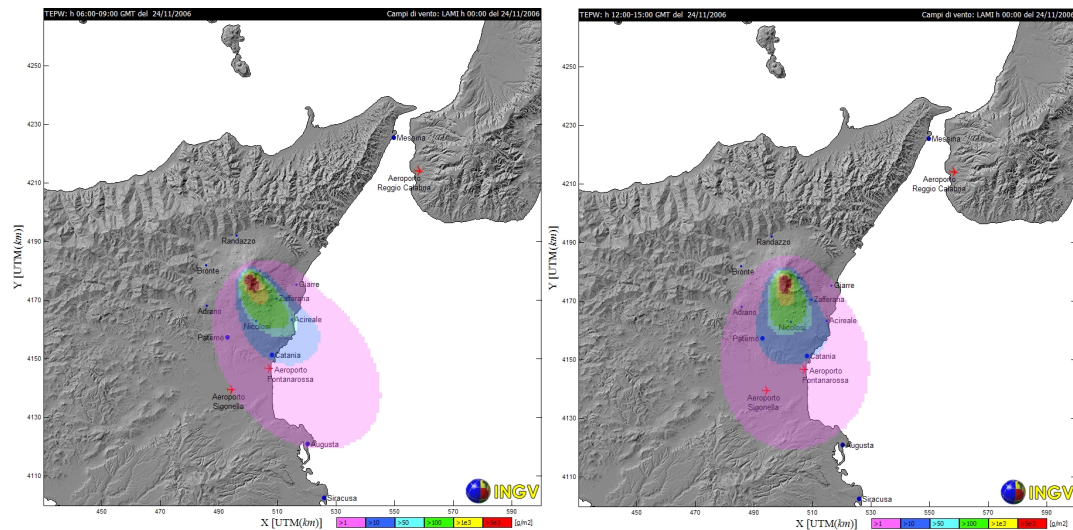 TEPW: h 06:00-09:00 GMT del 24/11/2006
Campi di vento: LAMI h 00:00 del 24/11/2006
4250
4230
4210
4190
4170
4150
4130
4110
Y [UTM(km)]
Messina
Aeroporto
Reggio Calabria
Randazzo
Bronte
Giarre
Zafferana
Adrano
Acireale
Nicolosi
Paternò
Catania
Aeroporto
Fontanarossa
Aeroporto
Sigonella
Augusta
Siracusa
INGV
450
470
490
510
530
550
570
590
X [UTM(km)]
>1
>10
>50
>100
>1e3
>5e3
[g/m2]
TEPW: h 12:00-15:00 GMT del 24/11/2006
Campi di vento: LAMI h 00:00 del 24/11/2006
4250
4230
4210
4190
4170
4150
4130
4110
Y [UTM(km)]
Messina
Aeroporto
Reggio Calabria
Randazzo
Bronte
Giarre
Zafferana
Adrano
Acireale
Nicolosi
Paternò
Catania
Aeroporto
Fontanarossa
Aeroporto
Sigonella
Augusta
Siracusa
INGV
450
470
490
510
530
550
570
590
X [UTM(km)]
>1
>10
>50
>100
>1e3
>5e3
[g/m2]